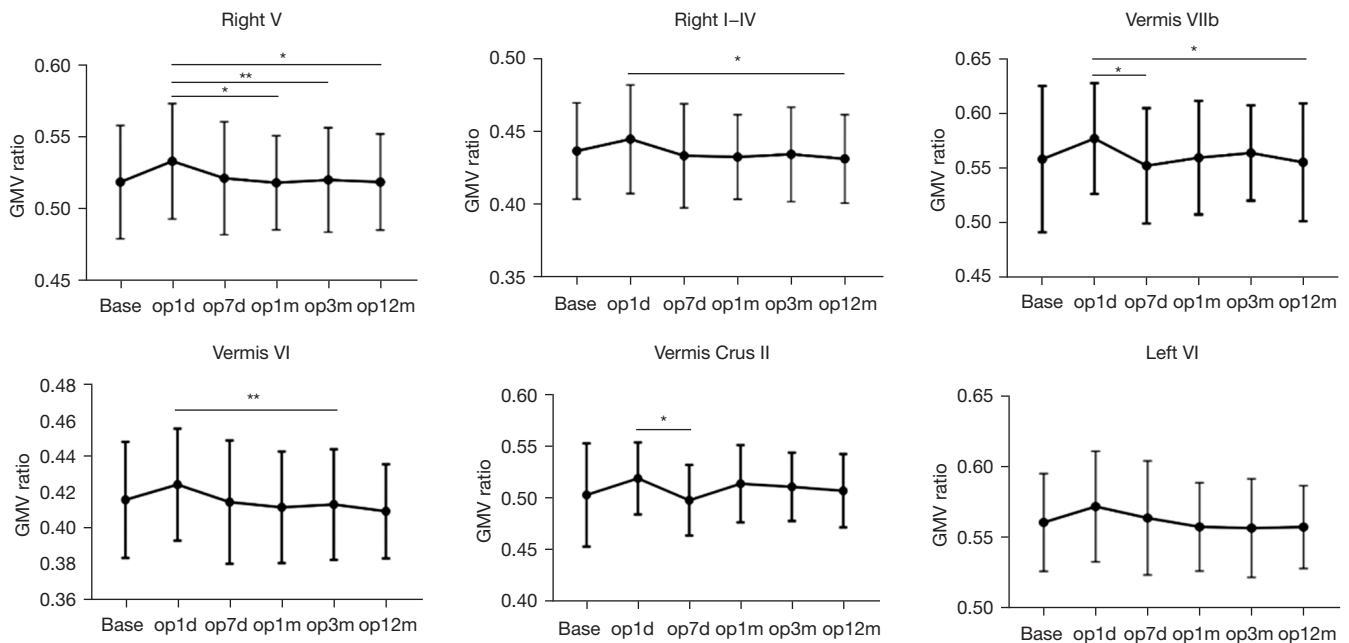 Right V
*
**
*
0.60
0.55
0.50
0.45
GMV ratio
Base op1d op7d op1m op3m op12m
Right I–IV
*
0.50
0.45
0.40
0.35
GMV ratio
Base op1d op7d op1m op3m op12m
Vermis VIIb
*
*
0.65
0.60
0.55
0.50
0.45
GMV ratio
Base op1d op7d op1m op3m op12m
Vermis VI
**
0.48
0.46
0.44
0.42
0.40
0.38
0.36
GMV ratio
Base op1d op7d op1m op3m op12m
Vermis Crus II
*
0.60
0.55
0.50
0.45
0.40
GMV ratio
Base op1d op7d op1m op3m op12m
Left VI
0.65
0.60
0.55
0.50
GMV ratio
Base op1d op7d op1m op3m op12m